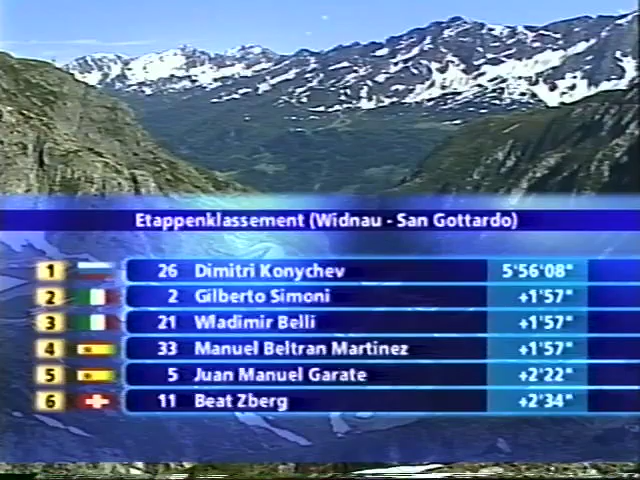 Etappenklassement (Widnau - San Gottardo)
1 26 Dimitri Konychev 5'56'08"
2 2 Gilberto Simoni +1'57"
3 21 Wladimir Belli +1'57"
4 33 Manuel Beltran Martinez +1'57"
5 5 Juan Manuel Garate +2'22"
6 11 Beat Zberg +2'34"